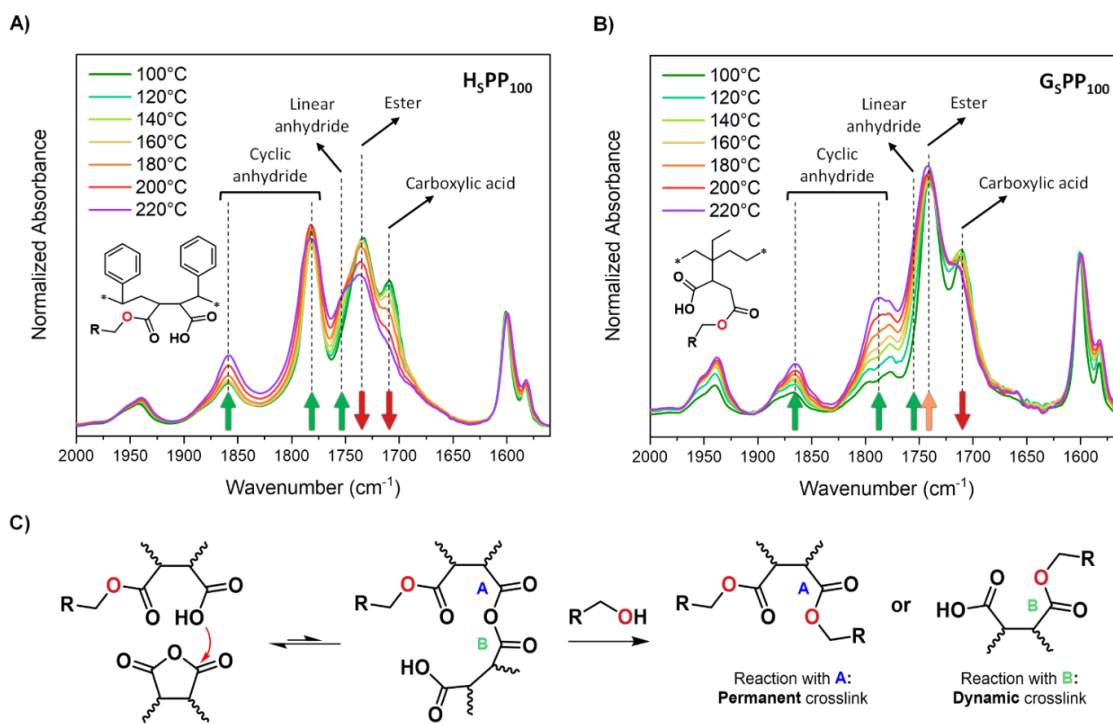 A)
Normalized Absorbance
100°C
120°C
140°C
160°C
180°C
200°C
220°C
HSPP100
Linear
anhydride
Ester
Cyclic
anhydride
Carboxylic acid
*
*
R
O
O
HO
O
2000 1950 1900 1850 1800 1750 1700 1650 1600
Wavenumber (cm-1)
B)
Normalized Absorbance
100°C
120°C
140°C
160°C
180°C
200°C
220°C
GSPP100
Linear
anhydride
Ester
Cyclic
anhydride
Carboxylic acid
*
*
O
HO
O
O
R
2000 1950 1900 1850 1800 1750 1700 1650 1600
Wavenumber (cm-1)
C)
R
O
O
HO
O
O
O
O
R
O
O
A
O
O
B
O
HO
O
R
OH
R
O
O
A
O
O
R
or
R
O
B
HO
O
O
Reaction with A:
Permanent crosslink
Reaction with B:
Dynamic crosslink